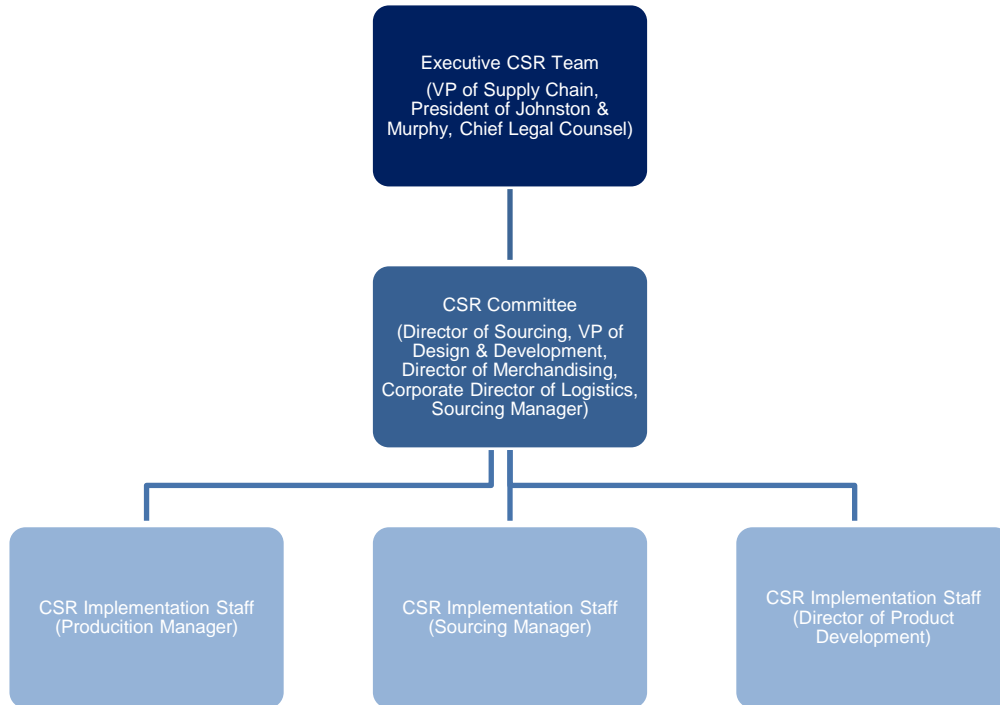 Executive CSR Team
(VP of Supply Chain,
President of Johnston &
Murphy, Chief Legal Counsel)
CSR Committee
(Director of Sourcing, VP of
Design & Development,
Director of Merchandising,
Corporate Director of Logistics,
Sourcing Manager)
CSR Implementation Staff
(Producition Manager)
CSR Implementation Staff
(Sourcing Manager)
CSR Implementation Staff
(Director of Product
Development)